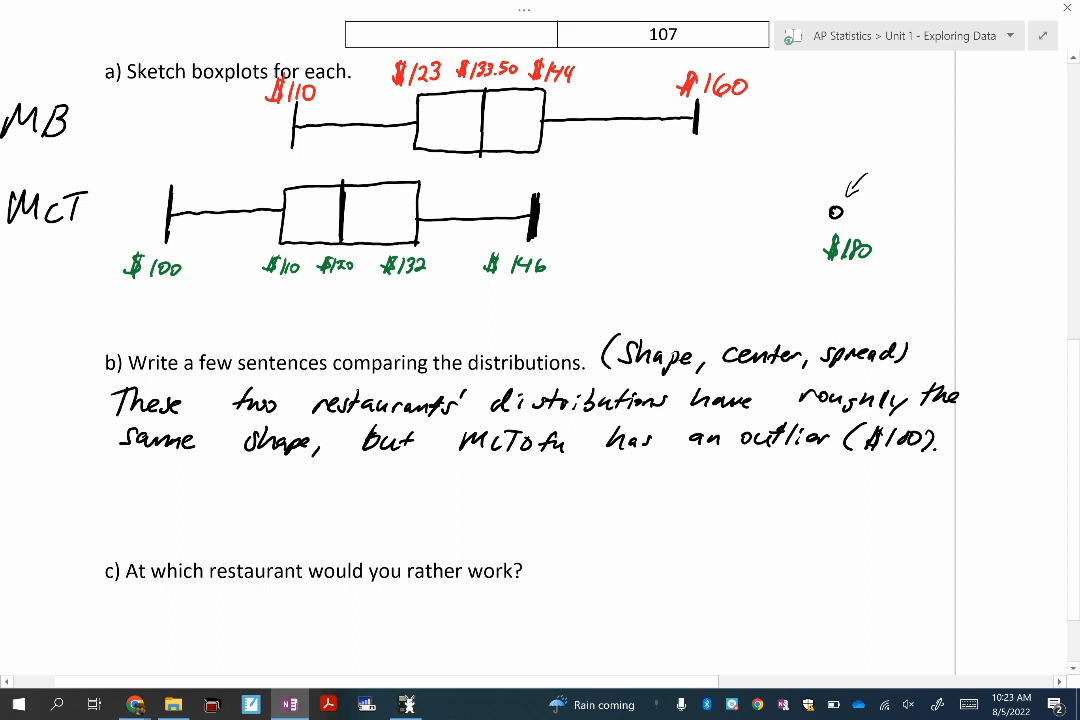 107
AP Statistics > Unit 1 - Exploring Data
a) Sketch boxplots for each.
$110 $123 $133.50 $144 $160
MB
McT
$100 $110 $120 $132 $146 $180
b) Write a few sentences comparing the distributions. (Shape, center, spread)
These two restaurants' distributions have roughly the
same shape, but McTofu has an outlier ($180).
c) At which restaurant would you rather work?
Rain coming
10:23 AM
8/5/2022
2